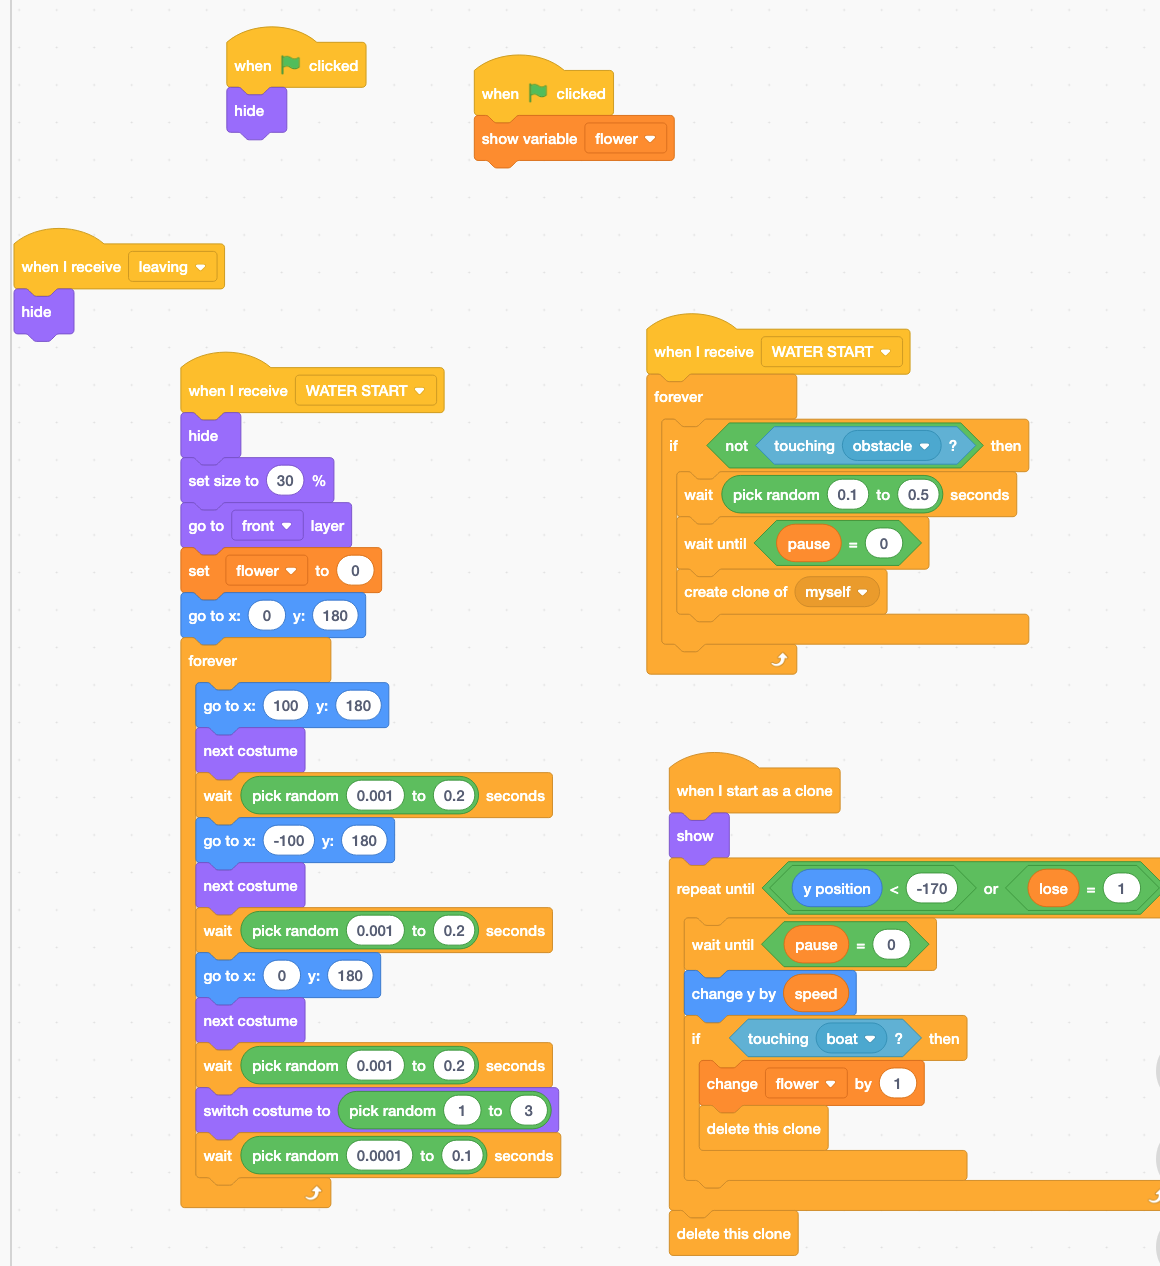 when clicked
hide
when clicked
show variable flower
when I receive leaving
hide
when I receive WATER START
hide
set size to 30 %
go to front layer
set flower to 0
go to x: 0 y: 180
forever
go to x: 100 y: 180
next costume
wait pick random 0.001 to 0.2 seconds
go to x: -100 y: 180
next costume
wait pick random 0.001 to 0.2 seconds
go to x: 0 y: 180
next costume
wait pick random 0.001 to 0.2 seconds
switch costume to pick random 1 to 3
wait pick random 0.0001 to 0.1 seconds
when I receive WATER START
forever
if not touching obstacle ? then
wait pick random 0.1 to 0.5 seconds
wait until pause = 0
create clone of myself
when I start as a clone
show
repeat until y position < -170 or lose = 1
wait until pause = 0
change y by speed
if touching boat ? then
change flower by 1
delete this clone
delete this clone